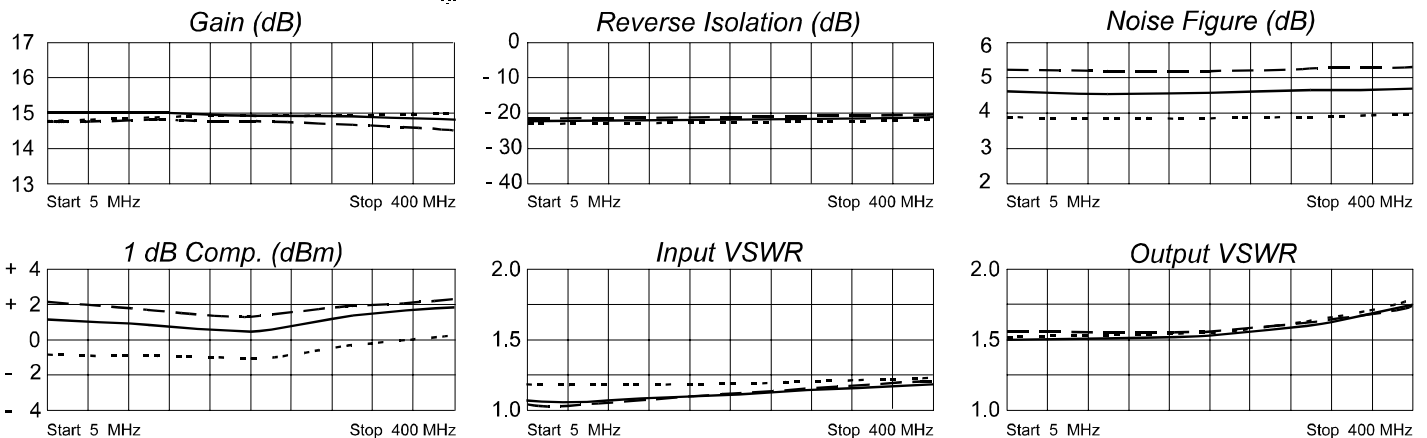 Gain (dB)
17
16
15
14
13
Start 5 MHz
Stop 400 MHz
Reverse Isolation (dB)
0
- 10
- 20
- 30
- 40
Start 5 MHz
Stop 400 MHz
Noise Figure (dB)
6
5
4
3
2
Start 5 MHz
Stop 400 MHz
1 dB Comp. (dBm)
+ 4
+ 2
0
- 2
- 4
Start 5 MHz
Stop 400 MHz
Input VSWR
2.0
1.5
1.0
Start 5 MHz
Stop 400 MHz
Output VSWR
2.0
1.5
1.0
Start 5 MHz
Stop 400 MHz